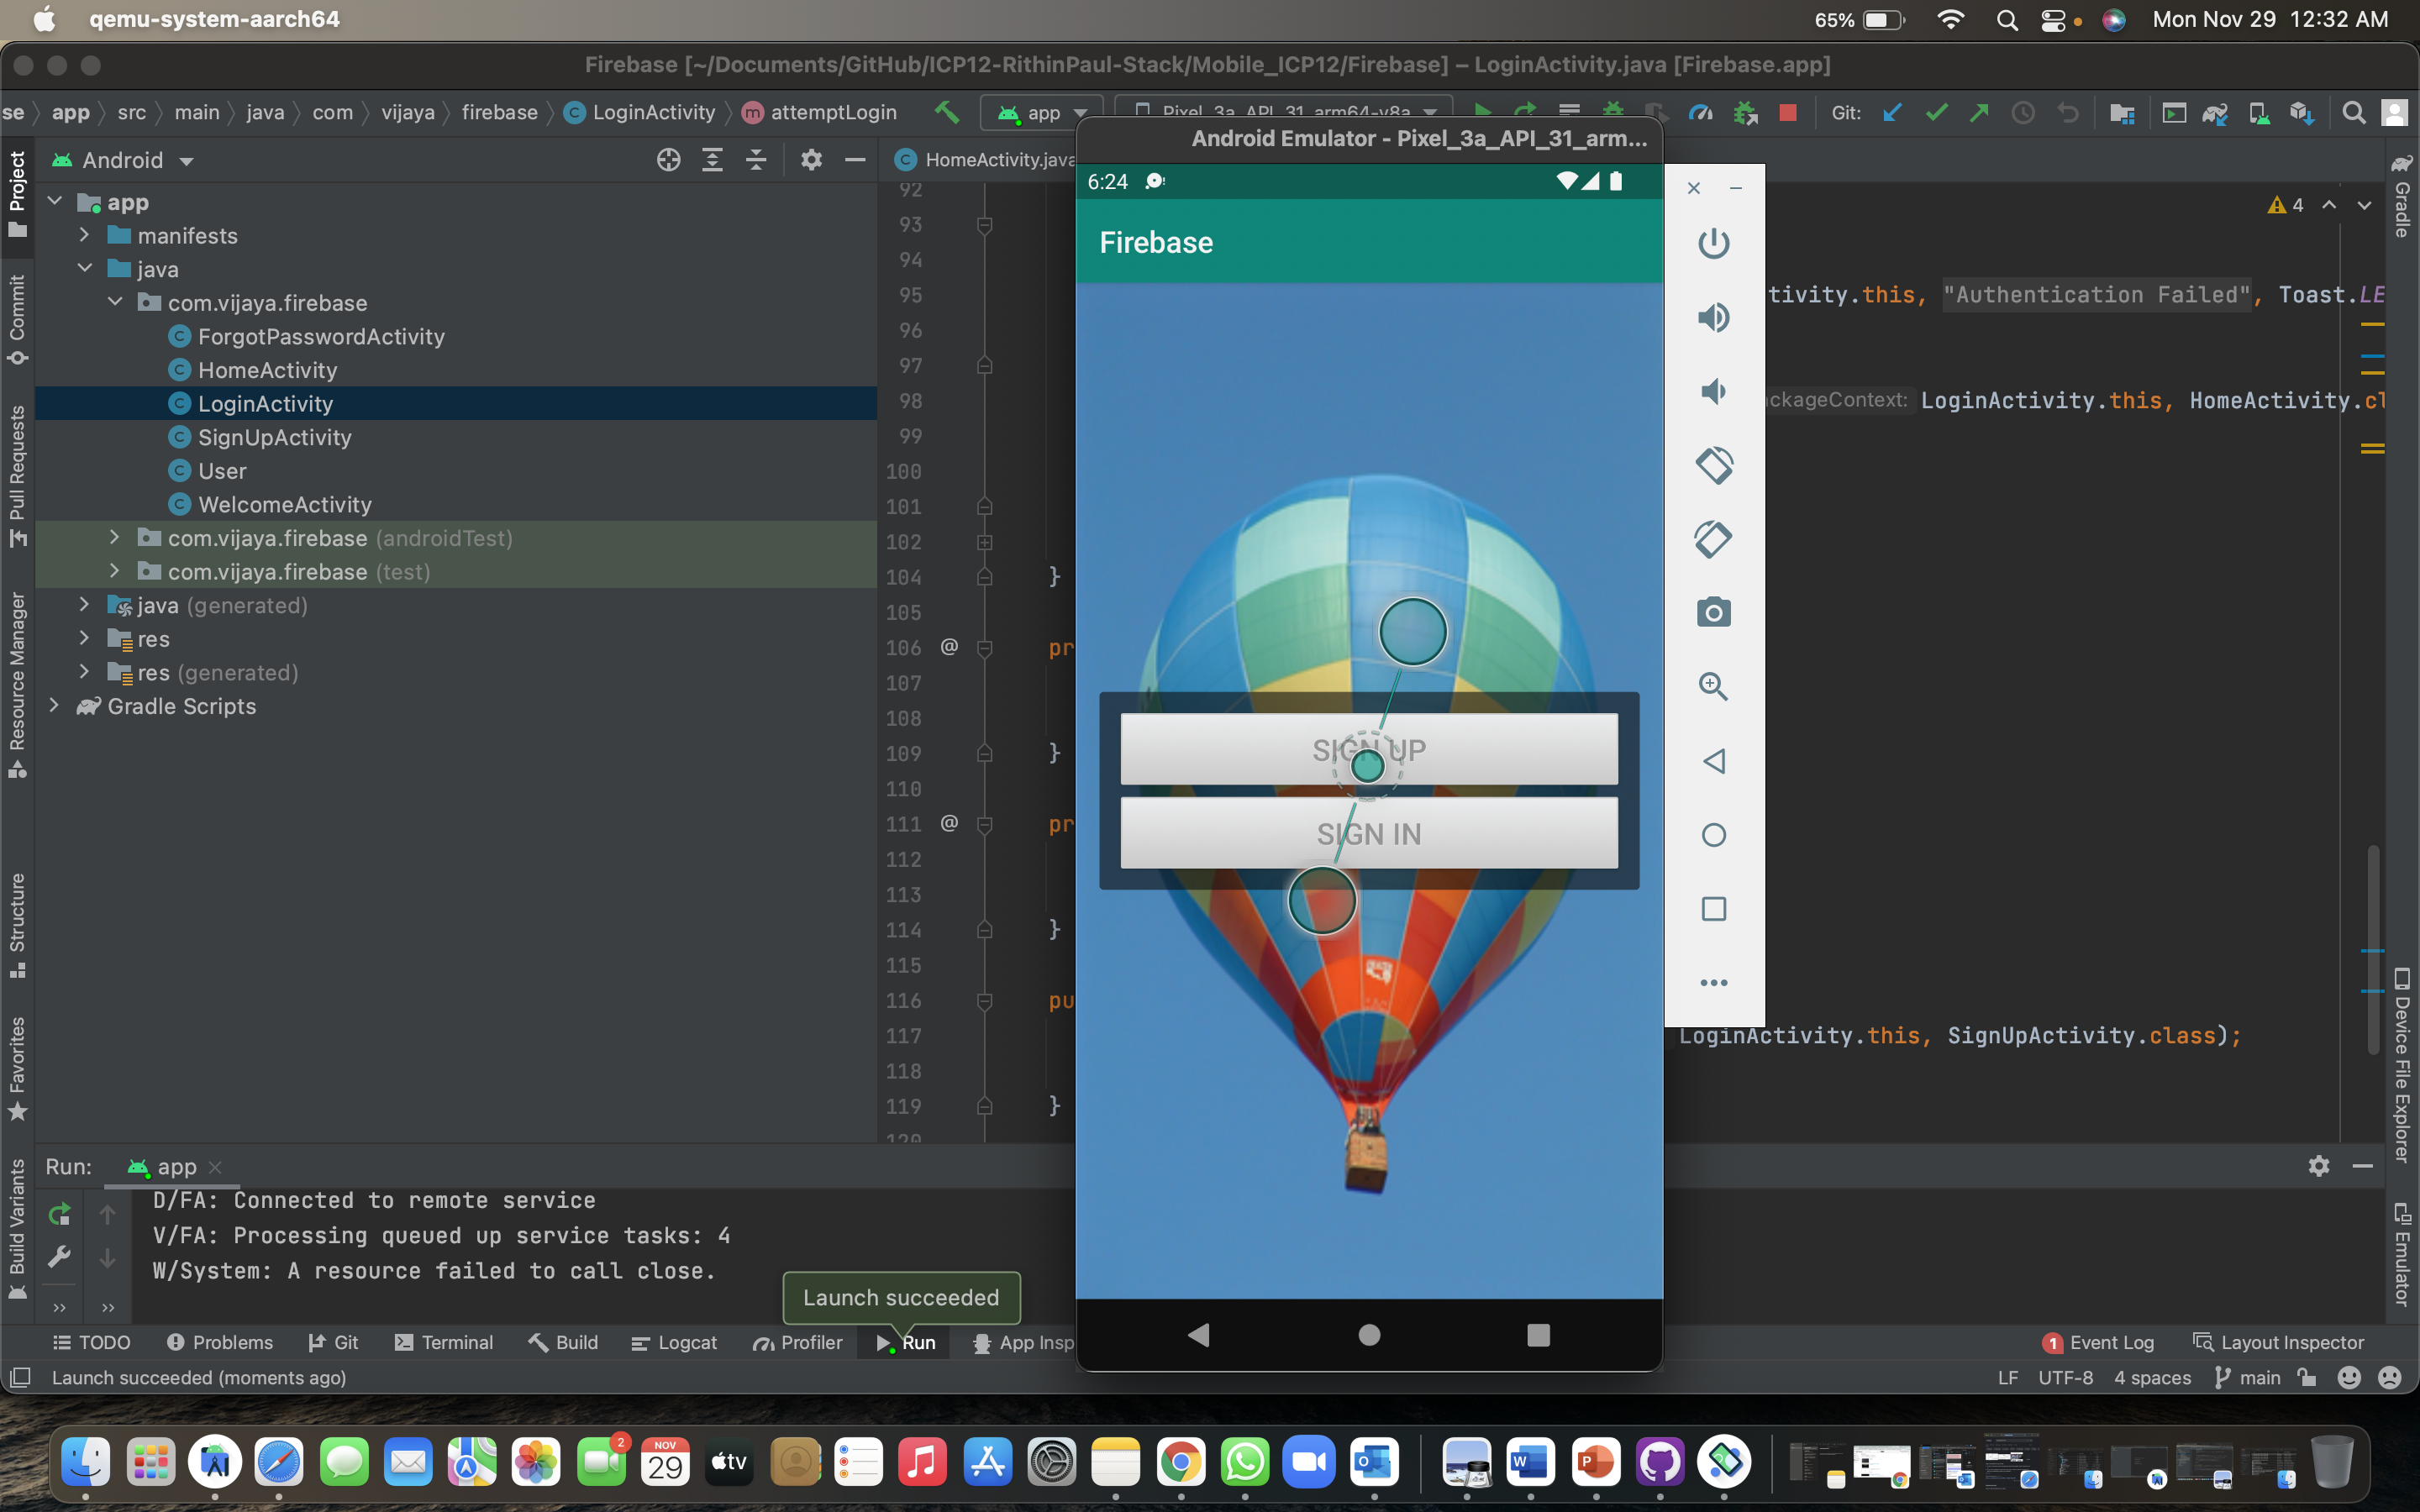 qemu-system-aarch64
65%
Mon Nov 29 12:32 AM
Firebase [~/Documents/GitHub/ICP12-RithinPaul-Stack/Mobile_ICP12/Firebase] – LoginActivity.java [Firebase.app]
se app src main java com vijaya firebase LoginActivity attemptLogin
app
Pixel_3a_API_31_arm64-v8a
Git:
Android Emulator - Pixel_3a_API_31_arm...
Project
Commit
Pull Requests
Resource Manager
Structure
Favorites
Build Variants
Android
app
manifests
java
com.vijaya.firebase
ForgotPasswordActivity
HomeActivity
LoginActivity
SignUpActivity
User
WelcomeActivity
com.vijaya.firebase (androidTest)
com.vijaya.firebase (test)
java (generated)
res
res (generated)
Gradle Scripts
HomeActivity.java
92
93
94
95
96
97
98
99
100
101
102
104 }
105
106 @ pr
107
108
109 }
110
111 @ pr
112
113
114 }
115
116 pu
117
118
119 }
120
6:24
Firebase
SIGN UP
SIGN IN
4
tivity.this, "Authentication Failed", Toast.LE
ckageContext: LoginActivity.this, HomeActivity.cl
LoginActivity.this, SignUpActivity.class);
Gradle
Device File Explorer
Emulator
Run: app
D/FA: Connected to remote service
V/FA: Processing queued up service tasks: 4
W/System: A resource failed to call close.
Launch succeeded
TODO Problems Git Terminal Build Logcat Profiler Run App Insp
1 Event Log Layout Inspector
Launch succeeded (moments ago)
LF UTF-8 4 spaces main
2
NOV
29
tv
W
P